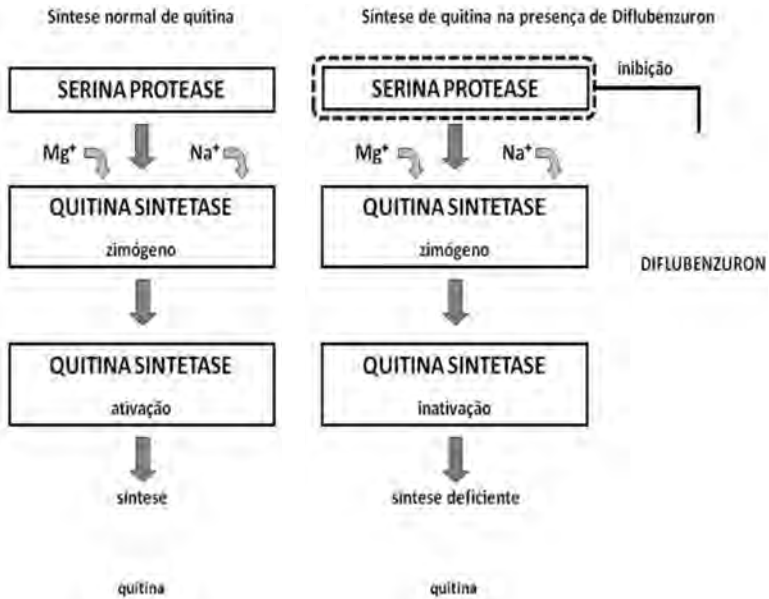 Síntese normal de quitina
SERINA PROTEASE
Mg⁺ Na⁺
QUITINA SINTETASE
zimógeno
QUITINA SINTETASE
ativação
síntese
quitina
Síntese de quitina na presença de Diflubenzuron
SERINA PROTEASE
inibição
Mg⁺ Na⁺
QUITINA SINTETASE
zimógeno
DIFLUBENZURON
QUITINA SINTETASE
inativação
síntese deficiente
quitina